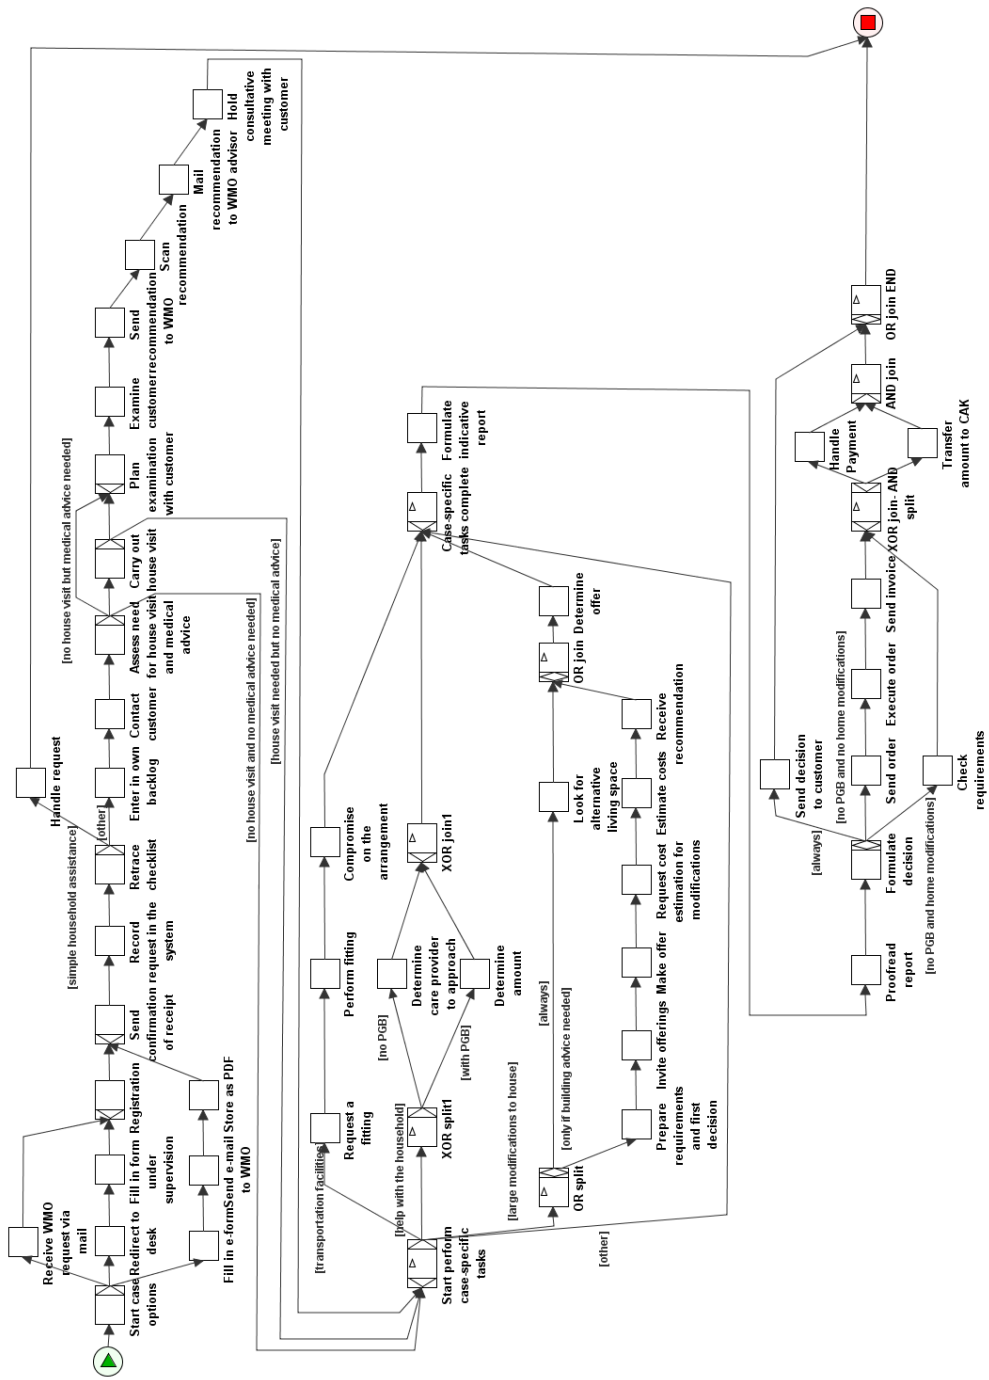 Start case
options
Redirect to
desk
Fill in form
under
supervision
Registration
Receive WMO
request via
mail
Fill in e-form
Send e-mail
to WMO
Store as PDF
Send
confirmation
of receipt
Record
request in the
system
Retrace
checklist
[simple household assistance]
[other]
Handle request
Enter in own
backlog
Contact
customer
Assess need
for house visit
and medical
advice
[no house visit but medical advice needed]
Carry out
house visit
Plan
examination
with customer
Examine
customer
Send
recommendation
to WMO
Scan
recommendation
Mail
recommendation
to WMO advisor
Hold
consultative
meeting with
customer
[no house visit and no medical advice needed]
[house visit needed but no medical advice]
Start perform
case-specific
tasks
[transportation facilities]
[help with the household]
[large modifications to house]
[other]
Request a
fitting
Perform fitting
Compromise
on the
arrangement
XOR split1
[no PGB]
[with PGB]
Determine
care provider
to approach
Determine
amount
XOR join1
OR split
[always]
[only if building advice needed]
Look for
alternative
living space
Prepare
requirements
and first
decision
Invite offerings
Make offer
Request cost
estimation for
modifications
Estimate costs
Receive
recommendation
OR join
Determine
offer
Case-specific
tasks complete
Formulate
indicative
report
Proofread
report
Formulate
decision
[always]
[no PGB and no home modifications]
[no PGB and home modifications]
Send decision
to customer
Send order
Execute order
Send invoice
Check
requirements
XOR join- AND
split
Handle
Payment
Transfer
amount to CAK
AND join
OR join END